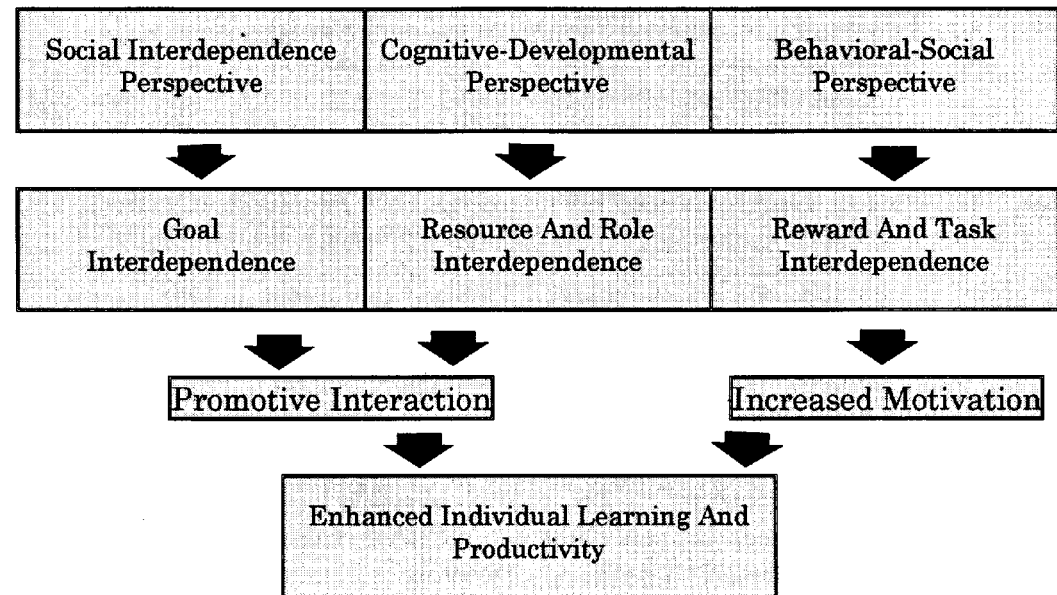 Social Interdependence
Perspective
Cognitive-Developmental
Perspective
Behavioral-Social
Perspective
Goal
Interdependence
Resource And Role
Interdependence
Reward And Task
Interdependence
Promotive Interaction
Increased Motivation
Enhanced Individual Learning And
Productivity